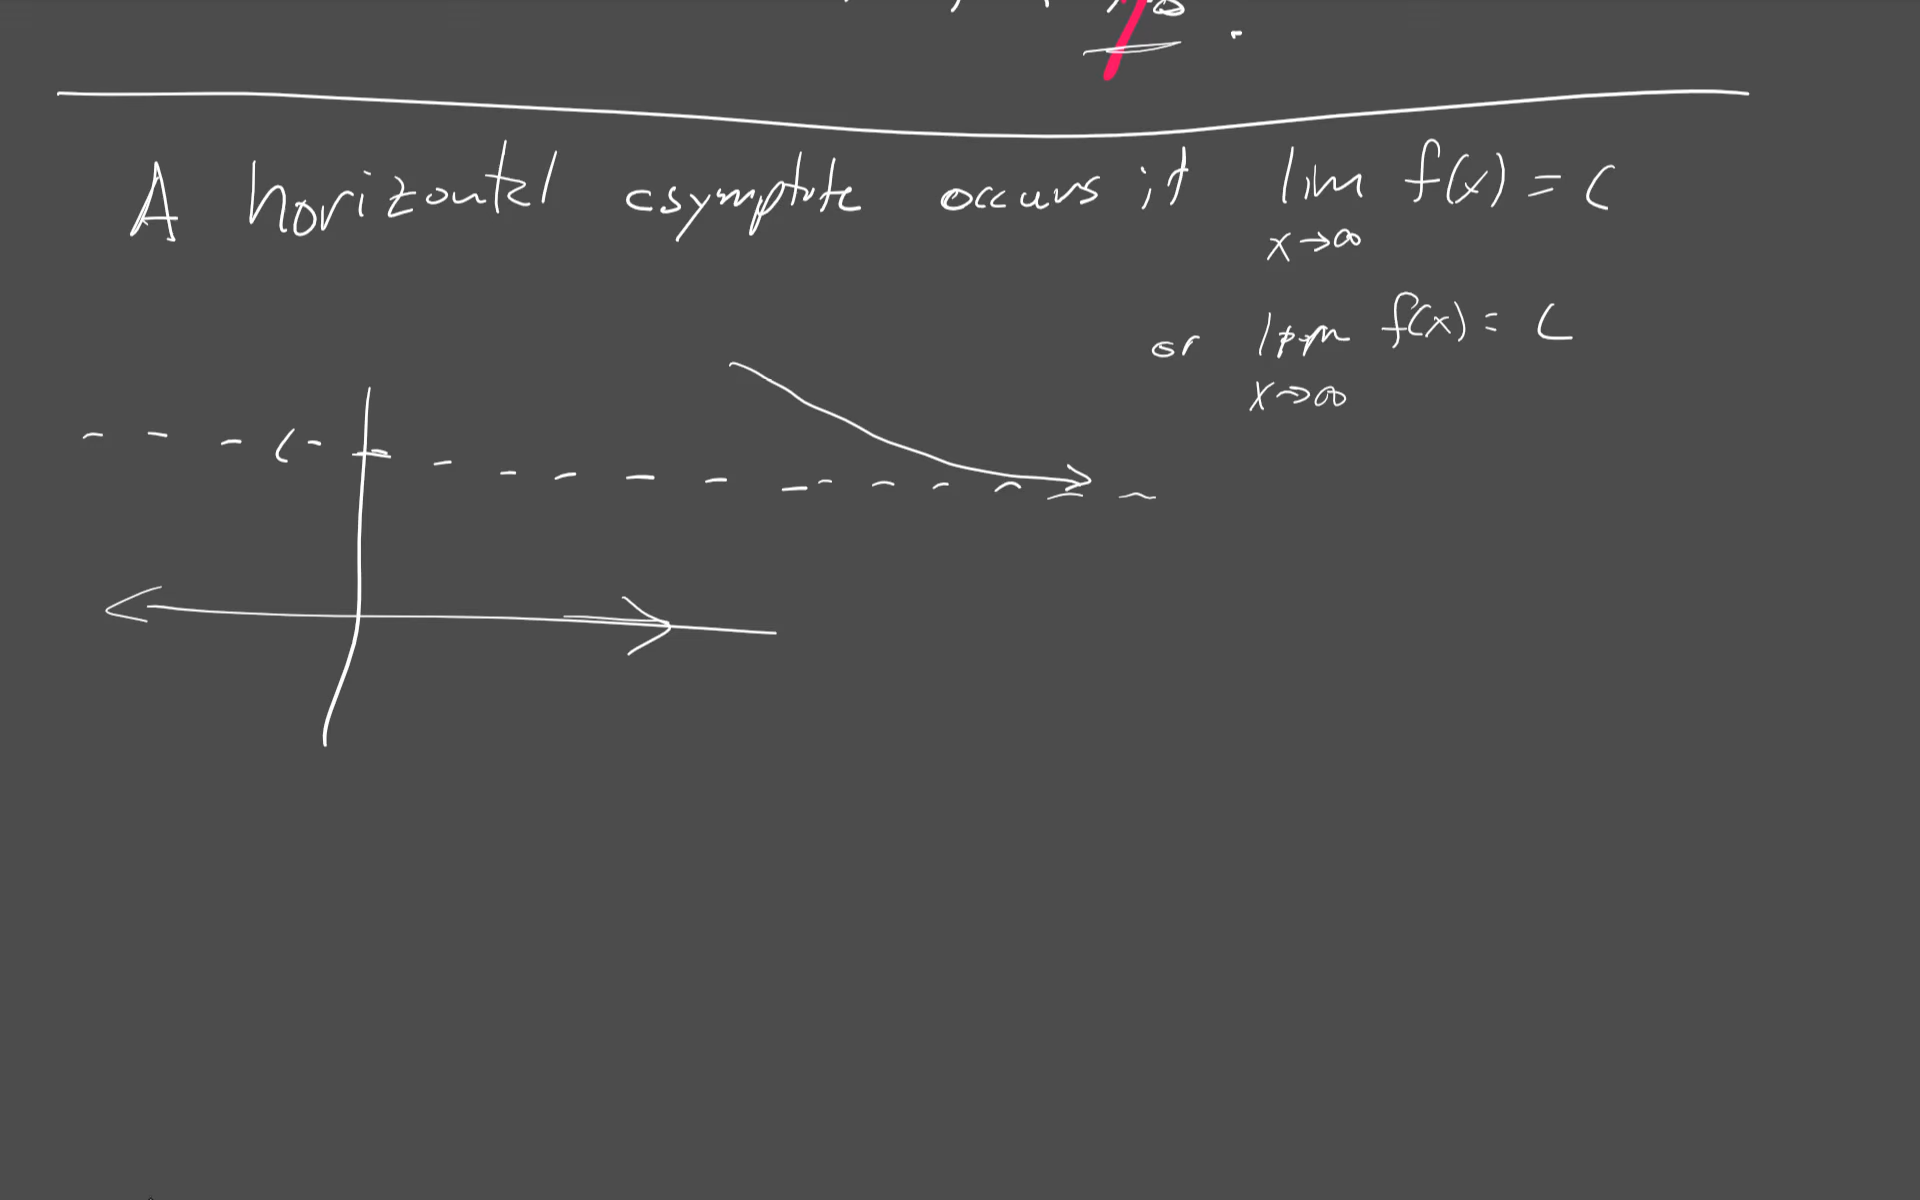 A horizontal asymptote occurs if lim f(x) = C
x→∞
or lim f(x) = C
x→∞
C